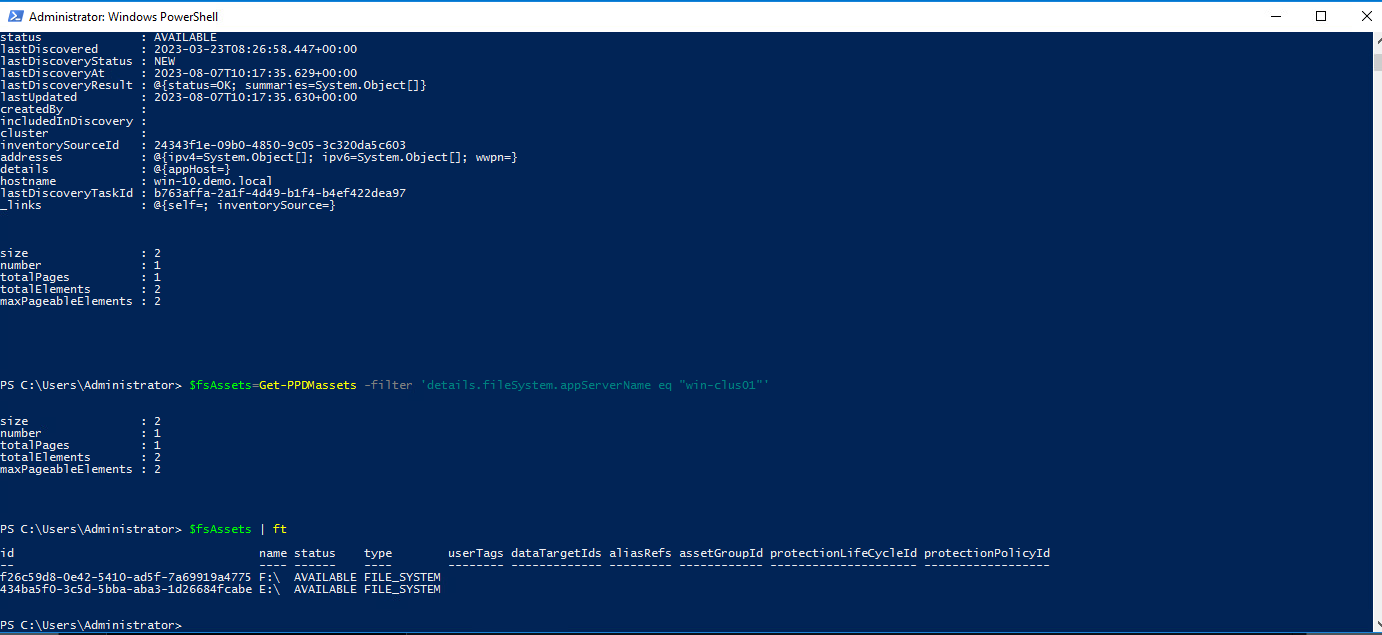 Administrator: Windows PowerShell
status              : AVAILABLE
lastDiscovered      : 2023-03-23T08:26:58.447+00:00
lastDiscoveryStatus : NEW
lastDiscoveryAt     : 2023-08-07T10:17:35.629+00:00
lastDiscoveryResult : @{status=OK; summaries=System.Object[]}
lastUpdated         : 2023-08-07T10:17:35.630+00:00
createdBy           :
includedInDiscovery :
cluster             :
inventorySourceId   : 24343f1e-09b0-4850-9c05-3c320da5c603
addresses           : @{ipv4=System.Object[]; ipv6=System.Object[]; wwpn=}
details             : @{appHost=}
hostname            : win-10.demo.local
lastDiscoveryTaskId : b763affa-2a1f-4d49-b1f4-b4ef422dea97
_links              : @{self=; inventorySource=}
size                : 2
number              : 1
totalPages          : 1
totalElements       : 2
maxPageableElements : 2
PS C:\Users\Administrator> $fsAssets=Get-PPDMassets -filter 'details.fileSystem.appServerName eq "win-clus01"'
size                : 2
number              : 1
totalPages          : 1
totalElements       : 2
maxPageableElements : 2
PS C:\Users\Administrator> $fsAssets | ft
id                                   name status    type        userTags dataTargetIds aliasRefs assetGroupId protectionLifeCycleId protectionPolicyId
--                                   ---- ------    ----        -------- ------------- --------- ------------ --------------------- ------------------
f26c59d8-0e42-5410-ad5f-7a69919a4775 F:\  AVAILABLE FILE_SYSTEM
434ba5f0-3c5d-5bba-aba3-1d26684fcabe E:\  AVAILABLE FILE_SYSTEM
PS C:\Users\Administrator>